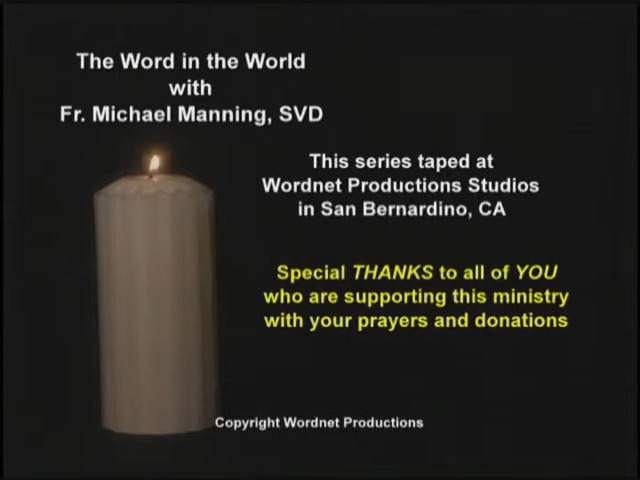 The Word in the World
with
Fr. Michael Manning, SVD
This series taped at
Wordnet Productions Studios
in San Bernardino, CA
Special THANKS to all of YOU
who are supporting this ministry
with your prayers and donations
Copyright Wordnet Productions